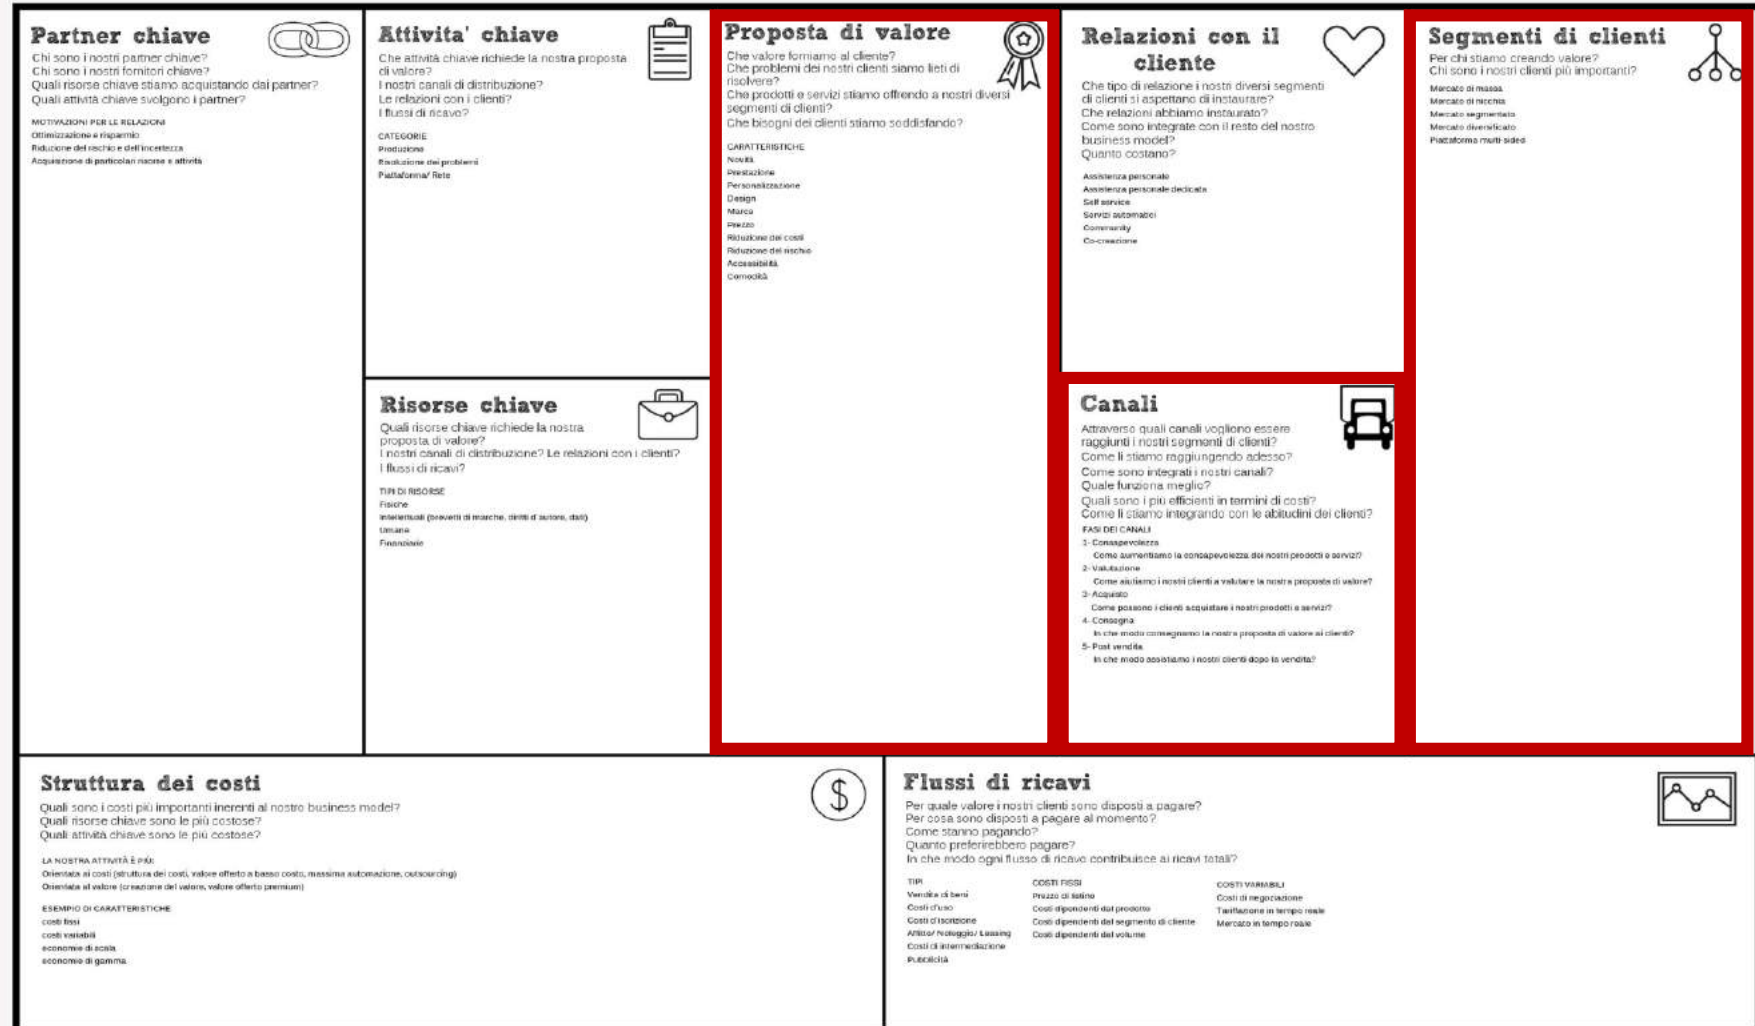 Partner chiave
Chi sono i nostri partner chiave?
Chi sono i nostri fornitori chiave?
Quali risorse chiave stiamo acquistando dai partner?
Quali attività chiave svolgono i partner?
MOTIVAZIONI PER LE RELAZIONI
Ottimizzazione e risparmio
Riduzione del rischio e dell'incertezza
Acquisizione di particolari risorse e attività
Attivita' chiave
Che attività chiave richiede la nostra proposta
di valore?
I nostri canali di distribuzione?
Le relazioni con i clienti?
I flussi di ricavo?
CATEGORIE
Produzione
Risoluzione dei problemi
Piattaforma/ Rete
Risorse chiave
Quali risorse chiave richiede la nostra
proposta di valore?
I nostri canali di distribuzione? Le relazioni con i clienti?
I flussi di ricavi?
TIPI DI RISORSE
Fisiche
Intellettuali (brevetti di marche, diritti d'autore, dati)
Umane
Finanziarie
Proposta di valore
Che valore forniamo al cliente?
Che problemi dei nostri clienti siamo lieti di
risolvere?
Che prodotti e servizi stiamo offrendo a nostri diversi
segmenti di clienti?
Che bisogni dei clienti stiamo soddisfando?
CARATTERISTICHE
Novità
Prestazione
Personalizzazione
Design
Marca
Prezzo
Riduzione dei costi
Riduzione del rischio
Accessibilità
Comodità
Relazioni con il
cliente
Che tipo di relazione i nostri diversi segmenti
di clienti si aspettano di instaurare?
Che relazioni abbiamo instaurato?
Come sono integrate con il resto del nostro
business model?
Quanto costano?
Assistenza personale
Assistenza personale dedicata
Self service
Servizi automatici
Community
Co-creazione
Canali
Attraverso quali canali vogliono essere
raggiunti i nostri segmenti di clienti?
Come li stiamo raggiungendo adesso?
Come sono integrati i nostri canali?
Quale funziona meglio?
Quali sono i più efficienti in termini di costi?
Come li stiamo integrando con le abitudini dei clienti?
FASI DEI CANALI
1- Consapevolezza
Come aumentiamo la consapevolezza dei nostri prodotti e servizi?
2- Valutazione
Come aiutiamo i nostri clienti a valutare la nostra proposta di valore?
3- Acquisto
Come possono i clienti acquistare i nostri prodotti e servizi?
4- Consegna
In che modo consegnamo la nostra proposta di valore ai clienti?
5- Post vendita
In che modo assistiamo i nostri clienti dopo la vendita?
Segmenti di clienti
Per chi stiamo creando valore?
Chi sono i nostri clienti più importanti?
Mercato di massa
Mercato di nicchia
Mercato segmentato
Mercato diversificato
Piattaforma multi-sided
Struttura dei costi
Quali sono i costi più importanti inerenti al nostro business model?
Quali risorse chiave sono le più costose?
Quali attività chiave sono le più costose?
LA NOSTRA ATTIVITÀ È PIÙ:
Orientata ai costi (struttura dei costi, valore offerto a basso costo, massima automazione, outsourcing)
Orientata al valore (creazione del valore, valore offerto premium)
ESEMPIO DI CARATTERISTICHE
costi fissi
costi variabili
economie di scala
economie di gamma
$
Flussi di ricavi
Per quale valore i nostri clienti sono disposti a pagare?
Per cosa sono disposti a pagare al momento?
Come stanno pagando?
Quanto preferirebbero pagare?
In che modo ogni flusso di ricavo contribuisce ai ricavi totali?
TIPI
Vendita di beni
Costi d'uso
Costi d'iscrizione
Affitto/ Noleggio/ Leasing
Costi di intermediazione
Pubblicità
COSTI FISSI
Prezzo di listino
Costi dipendenti dal prodotto
Costi dipendenti dal segmento di cliente
Costi dipendenti dal volume
COSTI VARIABILI
Costi di negoziazione
Tariffazione in tempo reale
Mercato in tempo reale